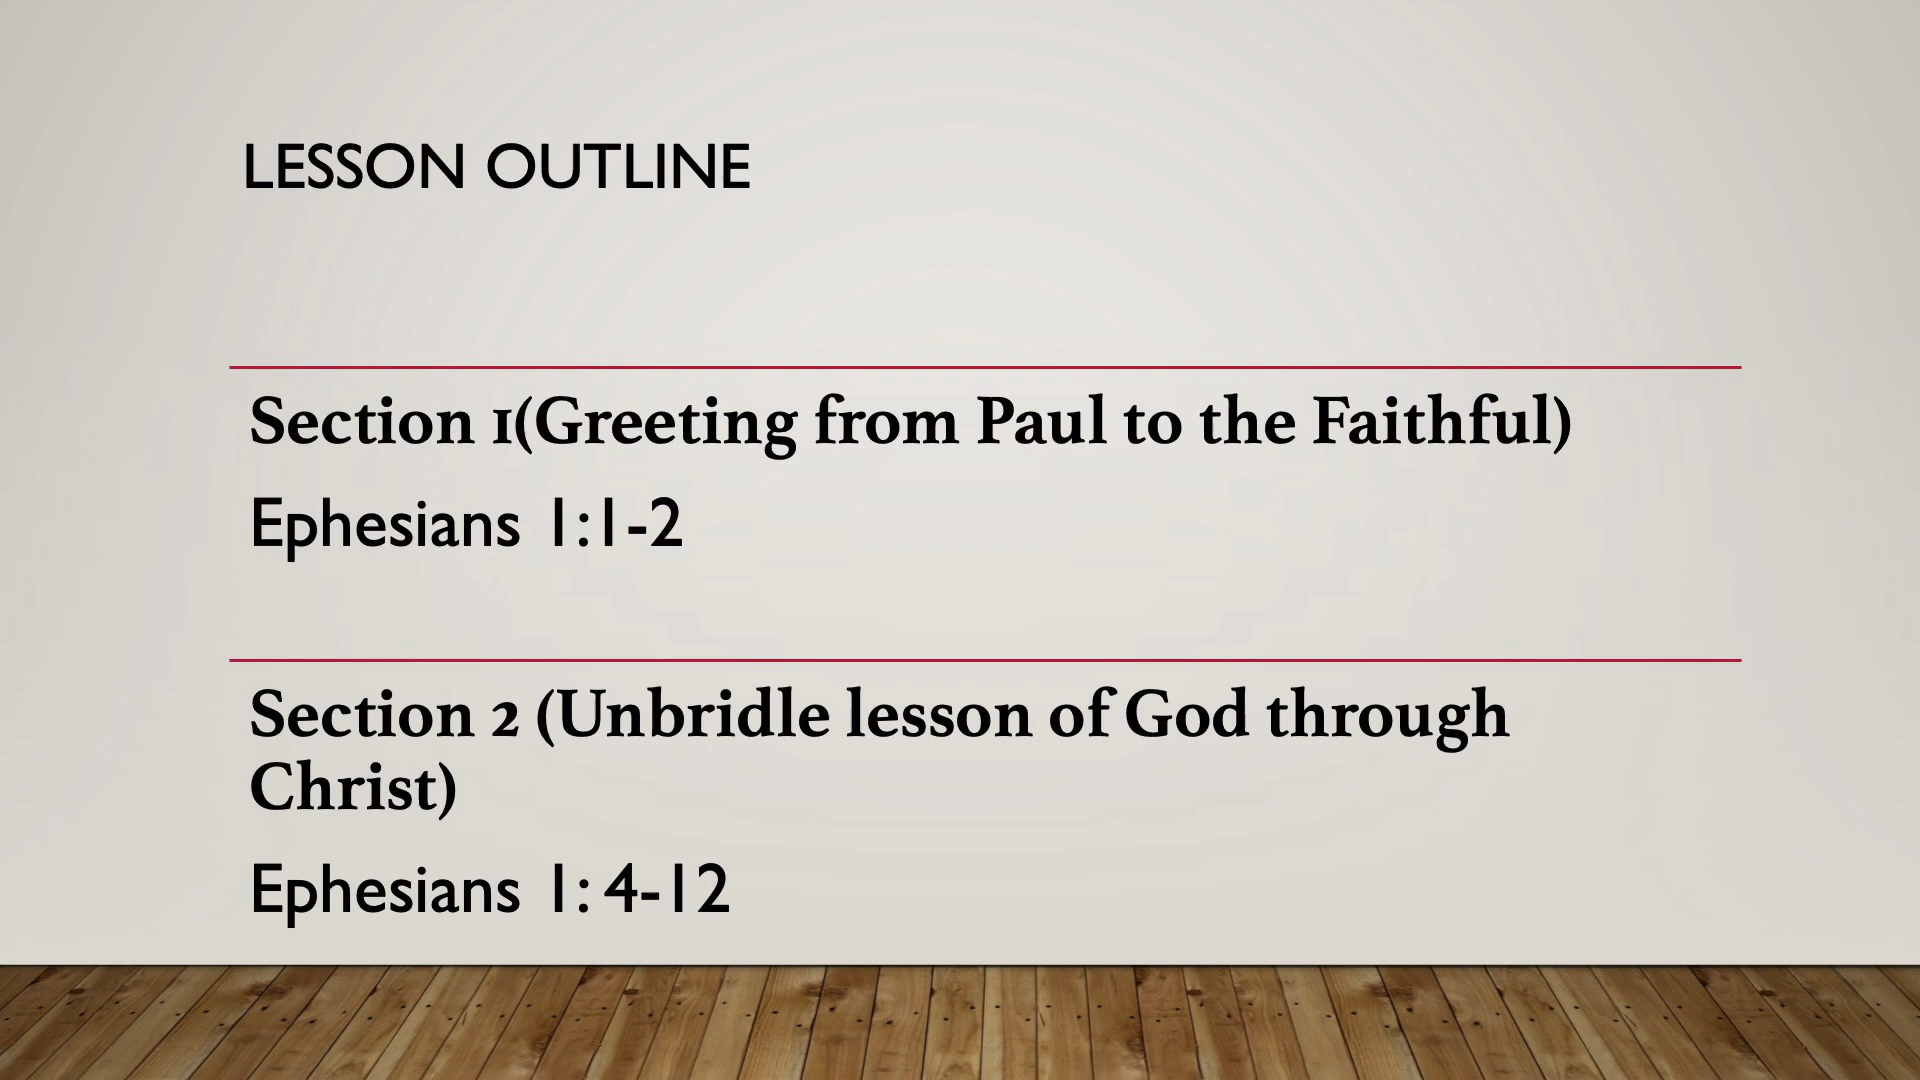 LESSON OUTLINE
Section 1(Greeting from Paul to the Faithful)
Ephesians 1:1-2
Section 2 (Unbridle lesson of God through
Christ)
Ephesians 1: 4-12